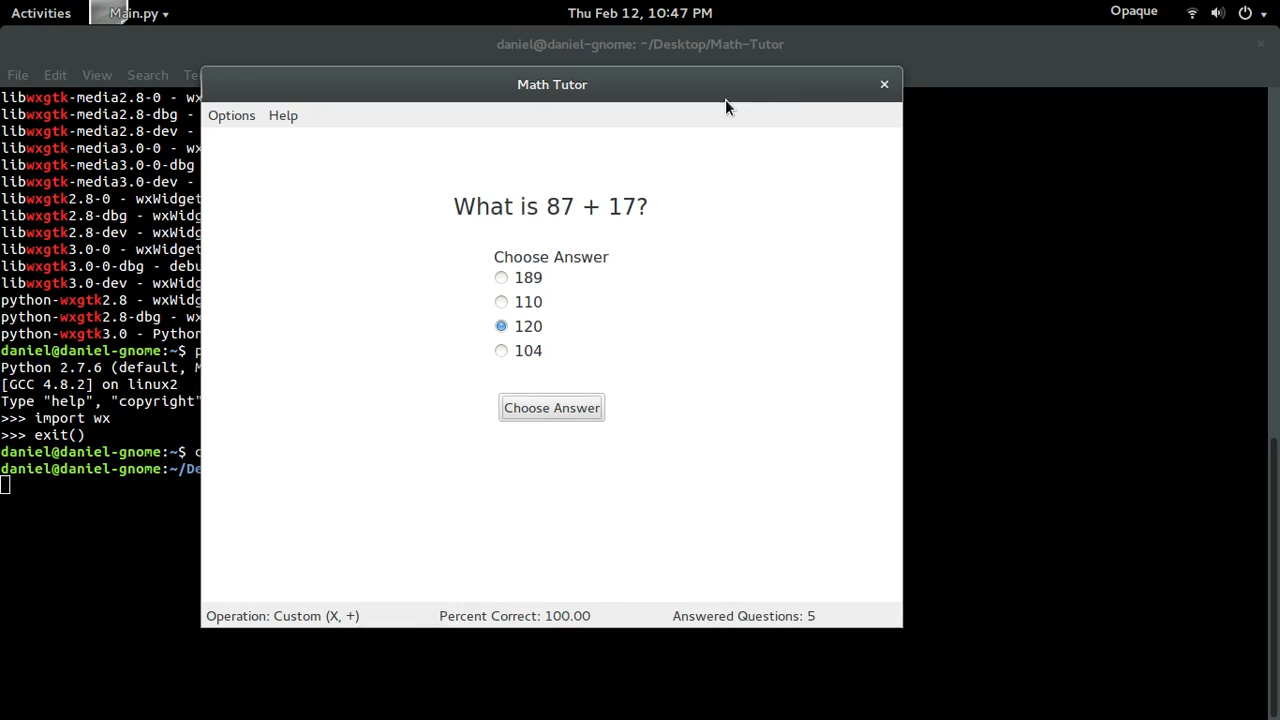 Activities
Main.py
Thu Feb 12, 10:47 PM
Opaque
daniel@daniel-gnome: ~/Desktop/Math-Tutor
File Edit View Search Te
libwxgtk-media2.8-0 - wx
libwxgtk-media2.8-dbg -
libwxgtk-media2.8-dev -
libwxgtk-media3.0-0 - wx
libwxgtk-media3.0-0-dbg
libwxgtk-media3.0-dev -
libwxgtk2.8-0 - wxWidget
libwxgtk2.8-dbg - wxWidg
libwxgtk2.8-dev - wxWidg
libwxgtk3.0-0 - wxWidget
libwxgtk3.0-0-dbg - debu
libwxgtk3.0-dev - wxWidg
python-wxgtk2.8 - wxWidg
python-wxgtk2.8-dbg - wx
python-wxgtk3.0 - Python
daniel@daniel-gnome:~$ p
Python 2.7.6 (default, M
[GCC 4.8.2] on linux2
Type "help", "copyright"
>>> import wx
>>> exit()
daniel@daniel-gnome:~$ c
daniel@daniel-gnome:~/De
Math Tutor
Options Help
What is 87 + 17?
Choose Answer
189
110
120
104
Choose Answer
Operation: Custom (X, +)
Percent Correct: 100.00
Answered Questions: 5